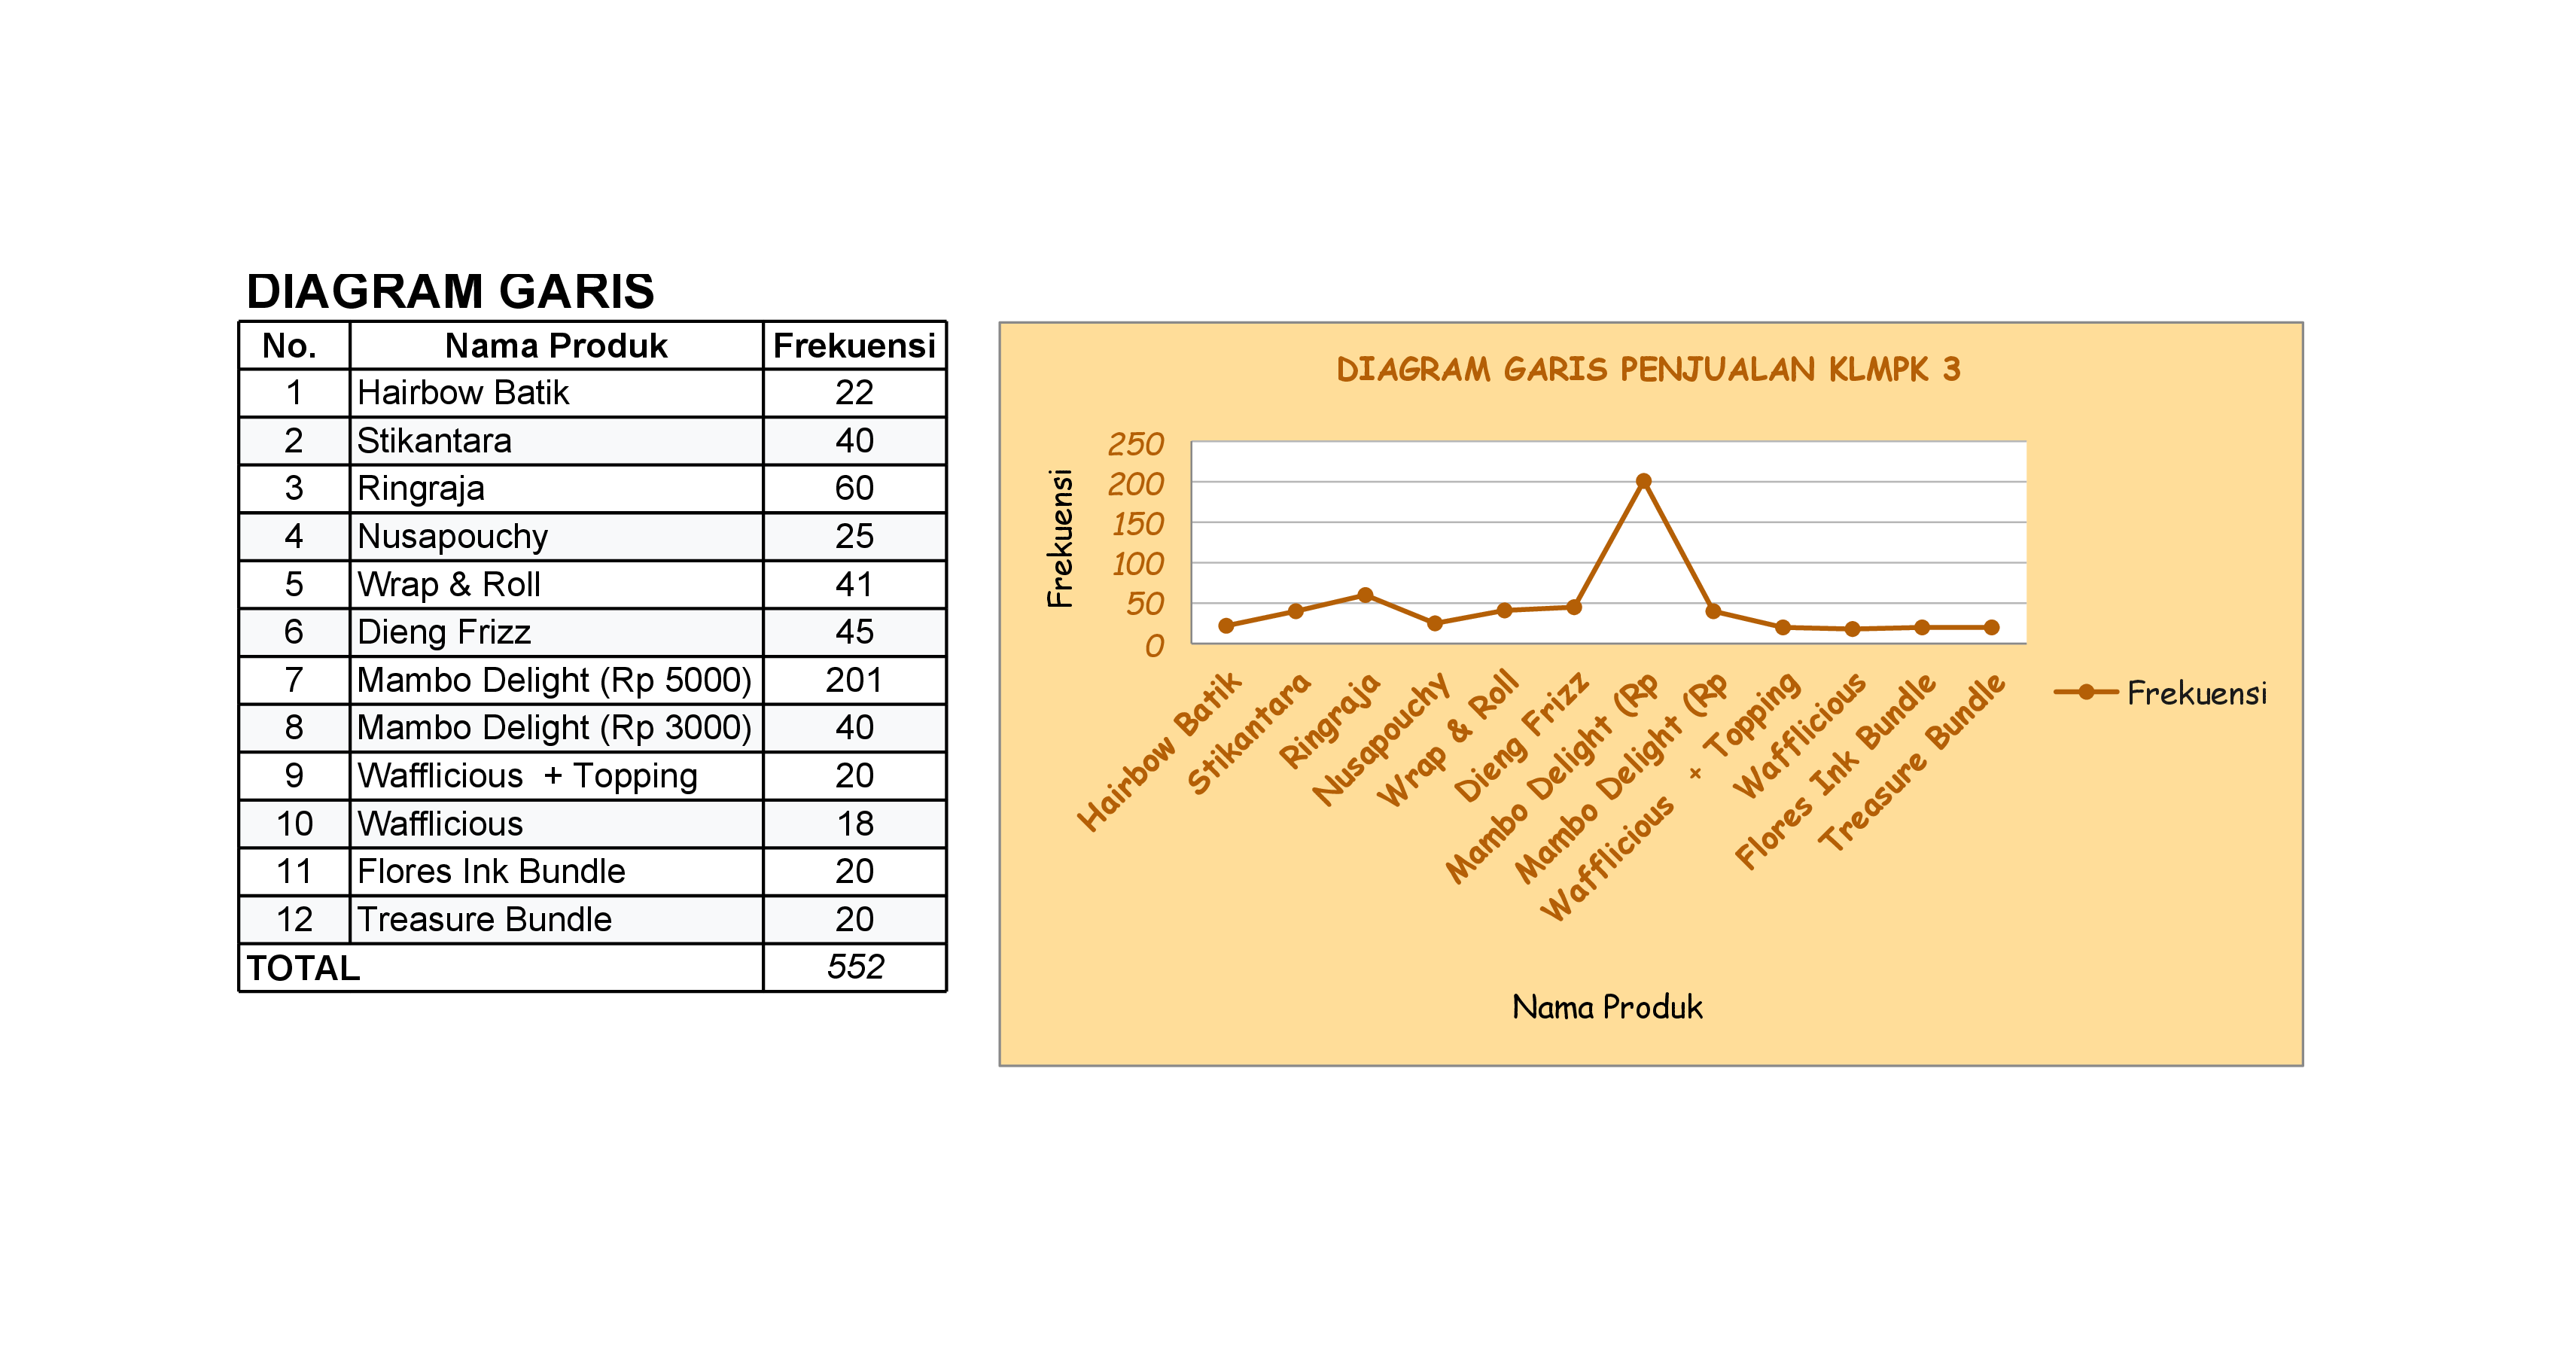 DIAGRAM GARIS
No. Nama Produk Frekuensi
1 Hairbow Batik 22
2 Stikantara 40
3 Ringraja 60
4 Nusapouchy 25
5 Wrap & Roll 41
6 Dieng Frizz 45
7 Mambo Delight (Rp 5000) 201
8 Mambo Delight (Rp 3000) 40
9 Wafflicious  + Topping 20
10 Wafflicious 18
11 Flores Ink Bundle 20
12 Treasure Bundle 20
TOTAL 552
DIAGRAM GARIS PENJUALAN KLMPK 3
Frekuensi
250
200
150
100
50
0
Hairbow Batik
Stikantara
Ringraja
Nusapouchy
Wrap & Roll
Dieng Frizz
Mambo Delight (Rp
Mambo Delight (Rp
Wafflicious  + Topping
Wafflicious
Flores Ink Bundle
Treasure Bundle
Frekuensi
Nama Produk